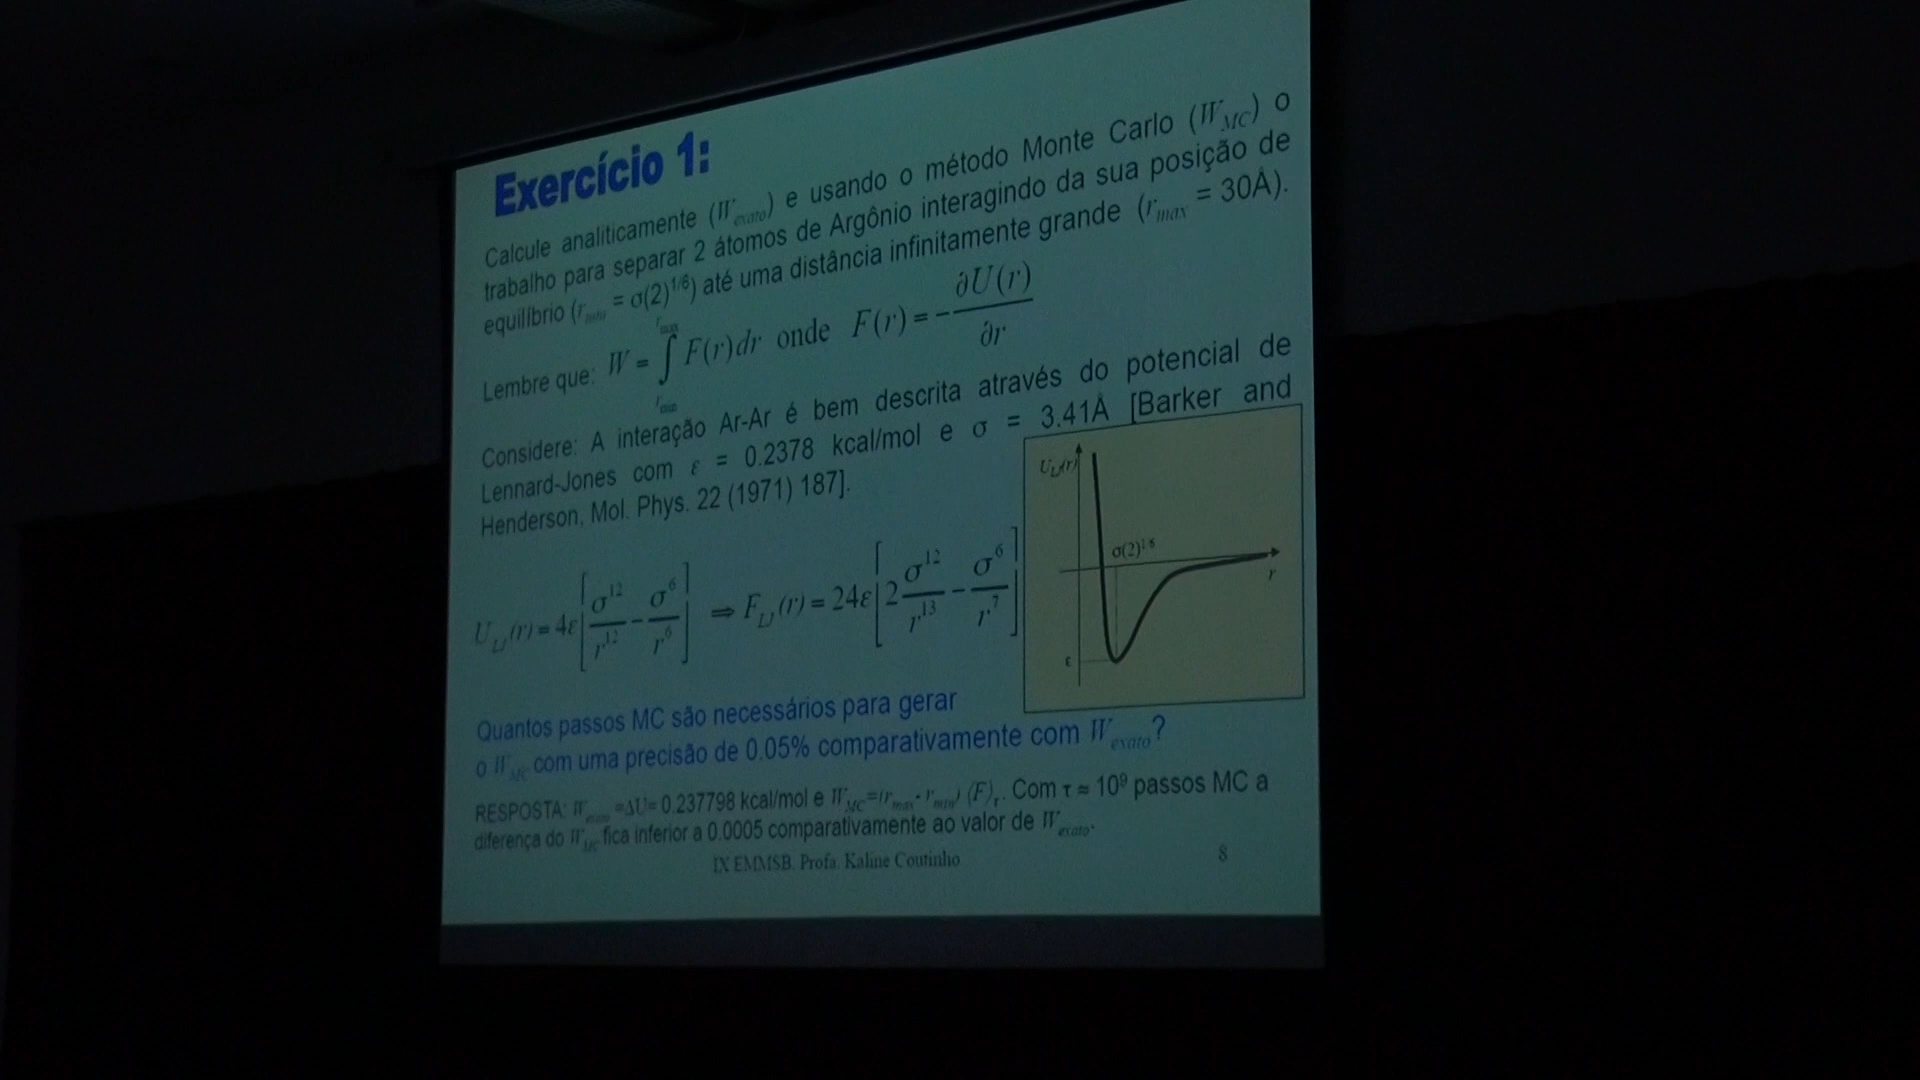 Exercício 1:
Calcule analiticamente (W_exato) e usando o método Monte Carlo (W_MC) o
trabalho para separar 2 átomos de Argônio interagindo da sua posição de
equilíbrio (r_min = σ(2)^1/6) até uma distância infinitamente grande (r_max = 30Å).
Lembre que: W = ∫_{r_min}^{r_max} F(r)dr onde F(r) = -∂U(r)/∂r
Considere: A interação Ar-Ar é bem descrita através do potencial de
Lennard-Jones com ε = 0.2378 kcal/mol e σ = 3.41Å [Barker and
Henderson, Mol. Phys. 22 (1971) 187].
U_LJ(r) = 4ε[σ^12/r^12 - σ^6/r^6] ⇒ F_LJ(r) = 24ε[2σ^12/r^13 - σ^6/r^7]
U_LJ(r)
σ(2)^1/6
r
ε
Quantos passos MC são necessários para gerar
o W_MC com uma precisão de 0.05% comparativamente com W_exato?
RESPOSTA: W_exato =ΔU= 0.237798 kcal/mol e W_MC=(r_max-r_min) ⟨F⟩_τ. Com τ ≈ 10^9 passos MC a
diferença do W_MC fica inferior a 0.0005 comparativamente ao valor de W_exato.
IX EMMSB. Profa. Kaline Coutinho
8